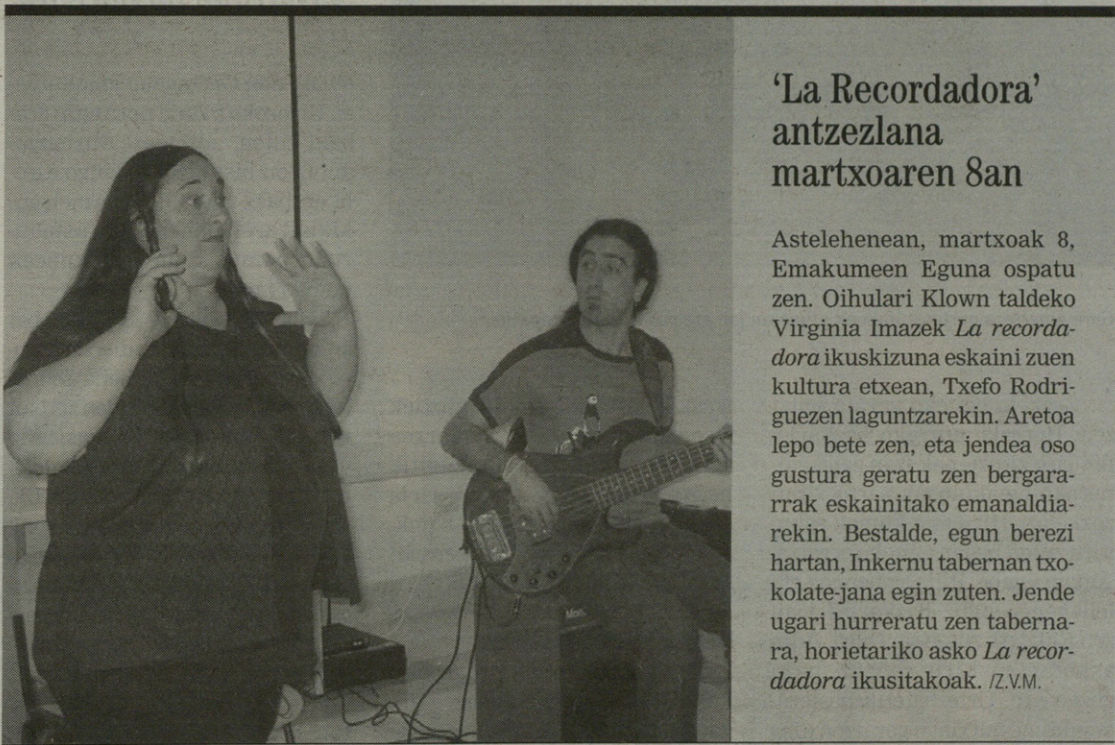 ‘La Recordadora’
antzezlana
martxoaren 8an
Astelehenean, martxoak 8,
Emakumeen Eguna ospatu
zen. Oihulari Klown taldeko
Virginia Imazek La recorda-
dora ikuskizuna eskaini zuen
kultura etxean, Txefo Rodri-
guezen laguntzarekin. Aretoa
lepo bete zen, eta jendea oso
gustura geratu zen bergara-
rrak eskainitako emanaldia-
rekin. Bestalde, egun berezi
hartan, Inkernu tabernan txo-
kolate-jana egin zuten. Jende
ugari hurreratu zen taberna-
ra, horietariko asko La recor-
dadora ikusitakoak. /Z.V.M.